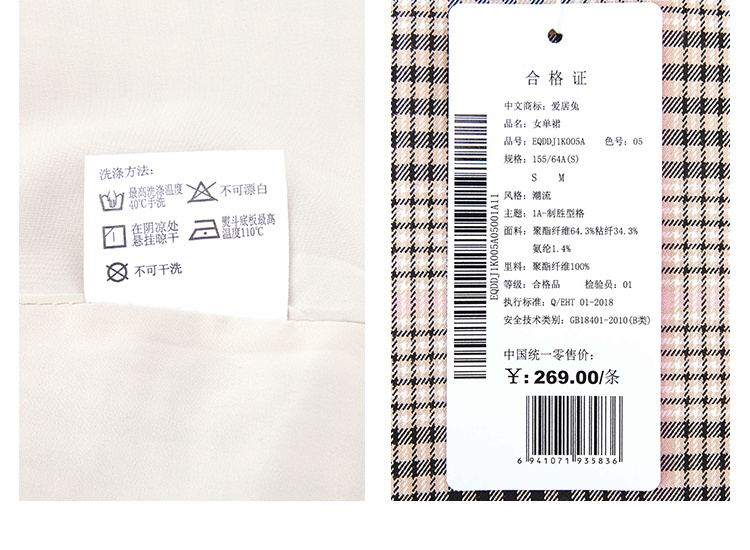 洗涤方法:
最高洗涤温度
40℃手洗
不可漂白
在阴凉处
悬挂晾干
熨斗底板最高
温度110℃
不可干洗
合格证
中文商标: 爱居兔
品名: 女单裙
品号: EQDDJ1K005A 色号: 05
规格: 155/64A(S)
S M
风格: 潮流
主题: 1A-制胜型格
面料: 聚酯纤维64.3%粘纤34.3%
氨纶1.4%
里料: 聚酯纤维100%
等级: 合格品 检验员: 01
执行标准: Q/EHT 01-2018
安全技术类别: GB18401-2010(B类)
中国统一零售价:
¥: 269.00/条
6 941071 935836
EQDDJ1K005A05001A11